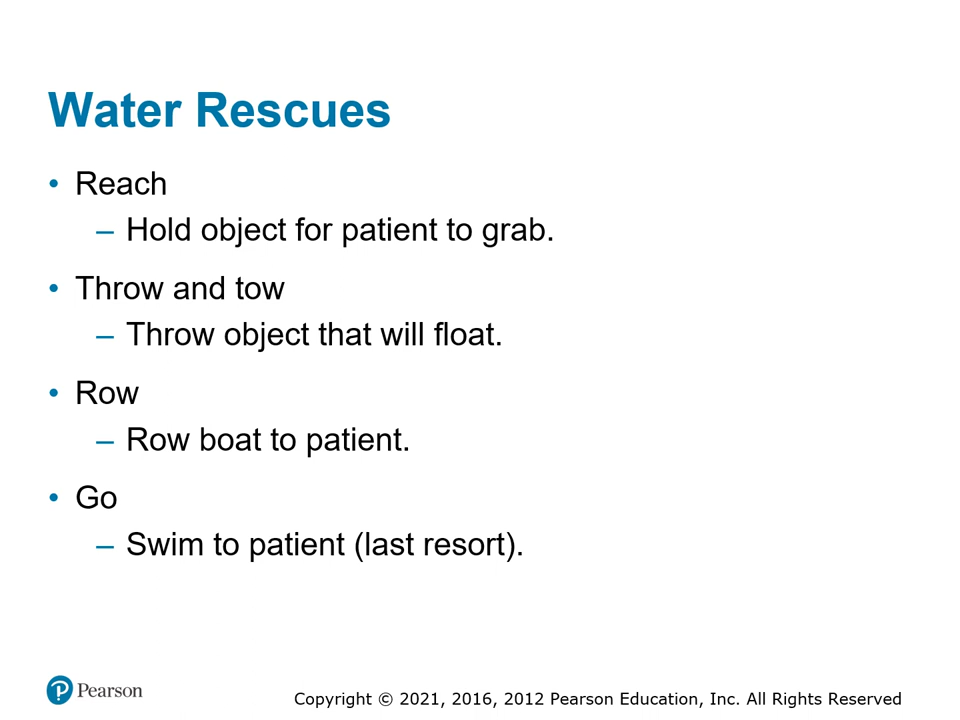 Water Rescues
• Reach
– Hold object for patient to grab.
• Throw and tow
– Throw object that will float.
• Row
– Row boat to patient.
• Go
– Swim to patient (last resort).
Pearson
Copyright © 2021, 2016, 2012 Pearson Education, Inc. All Rights Reserved